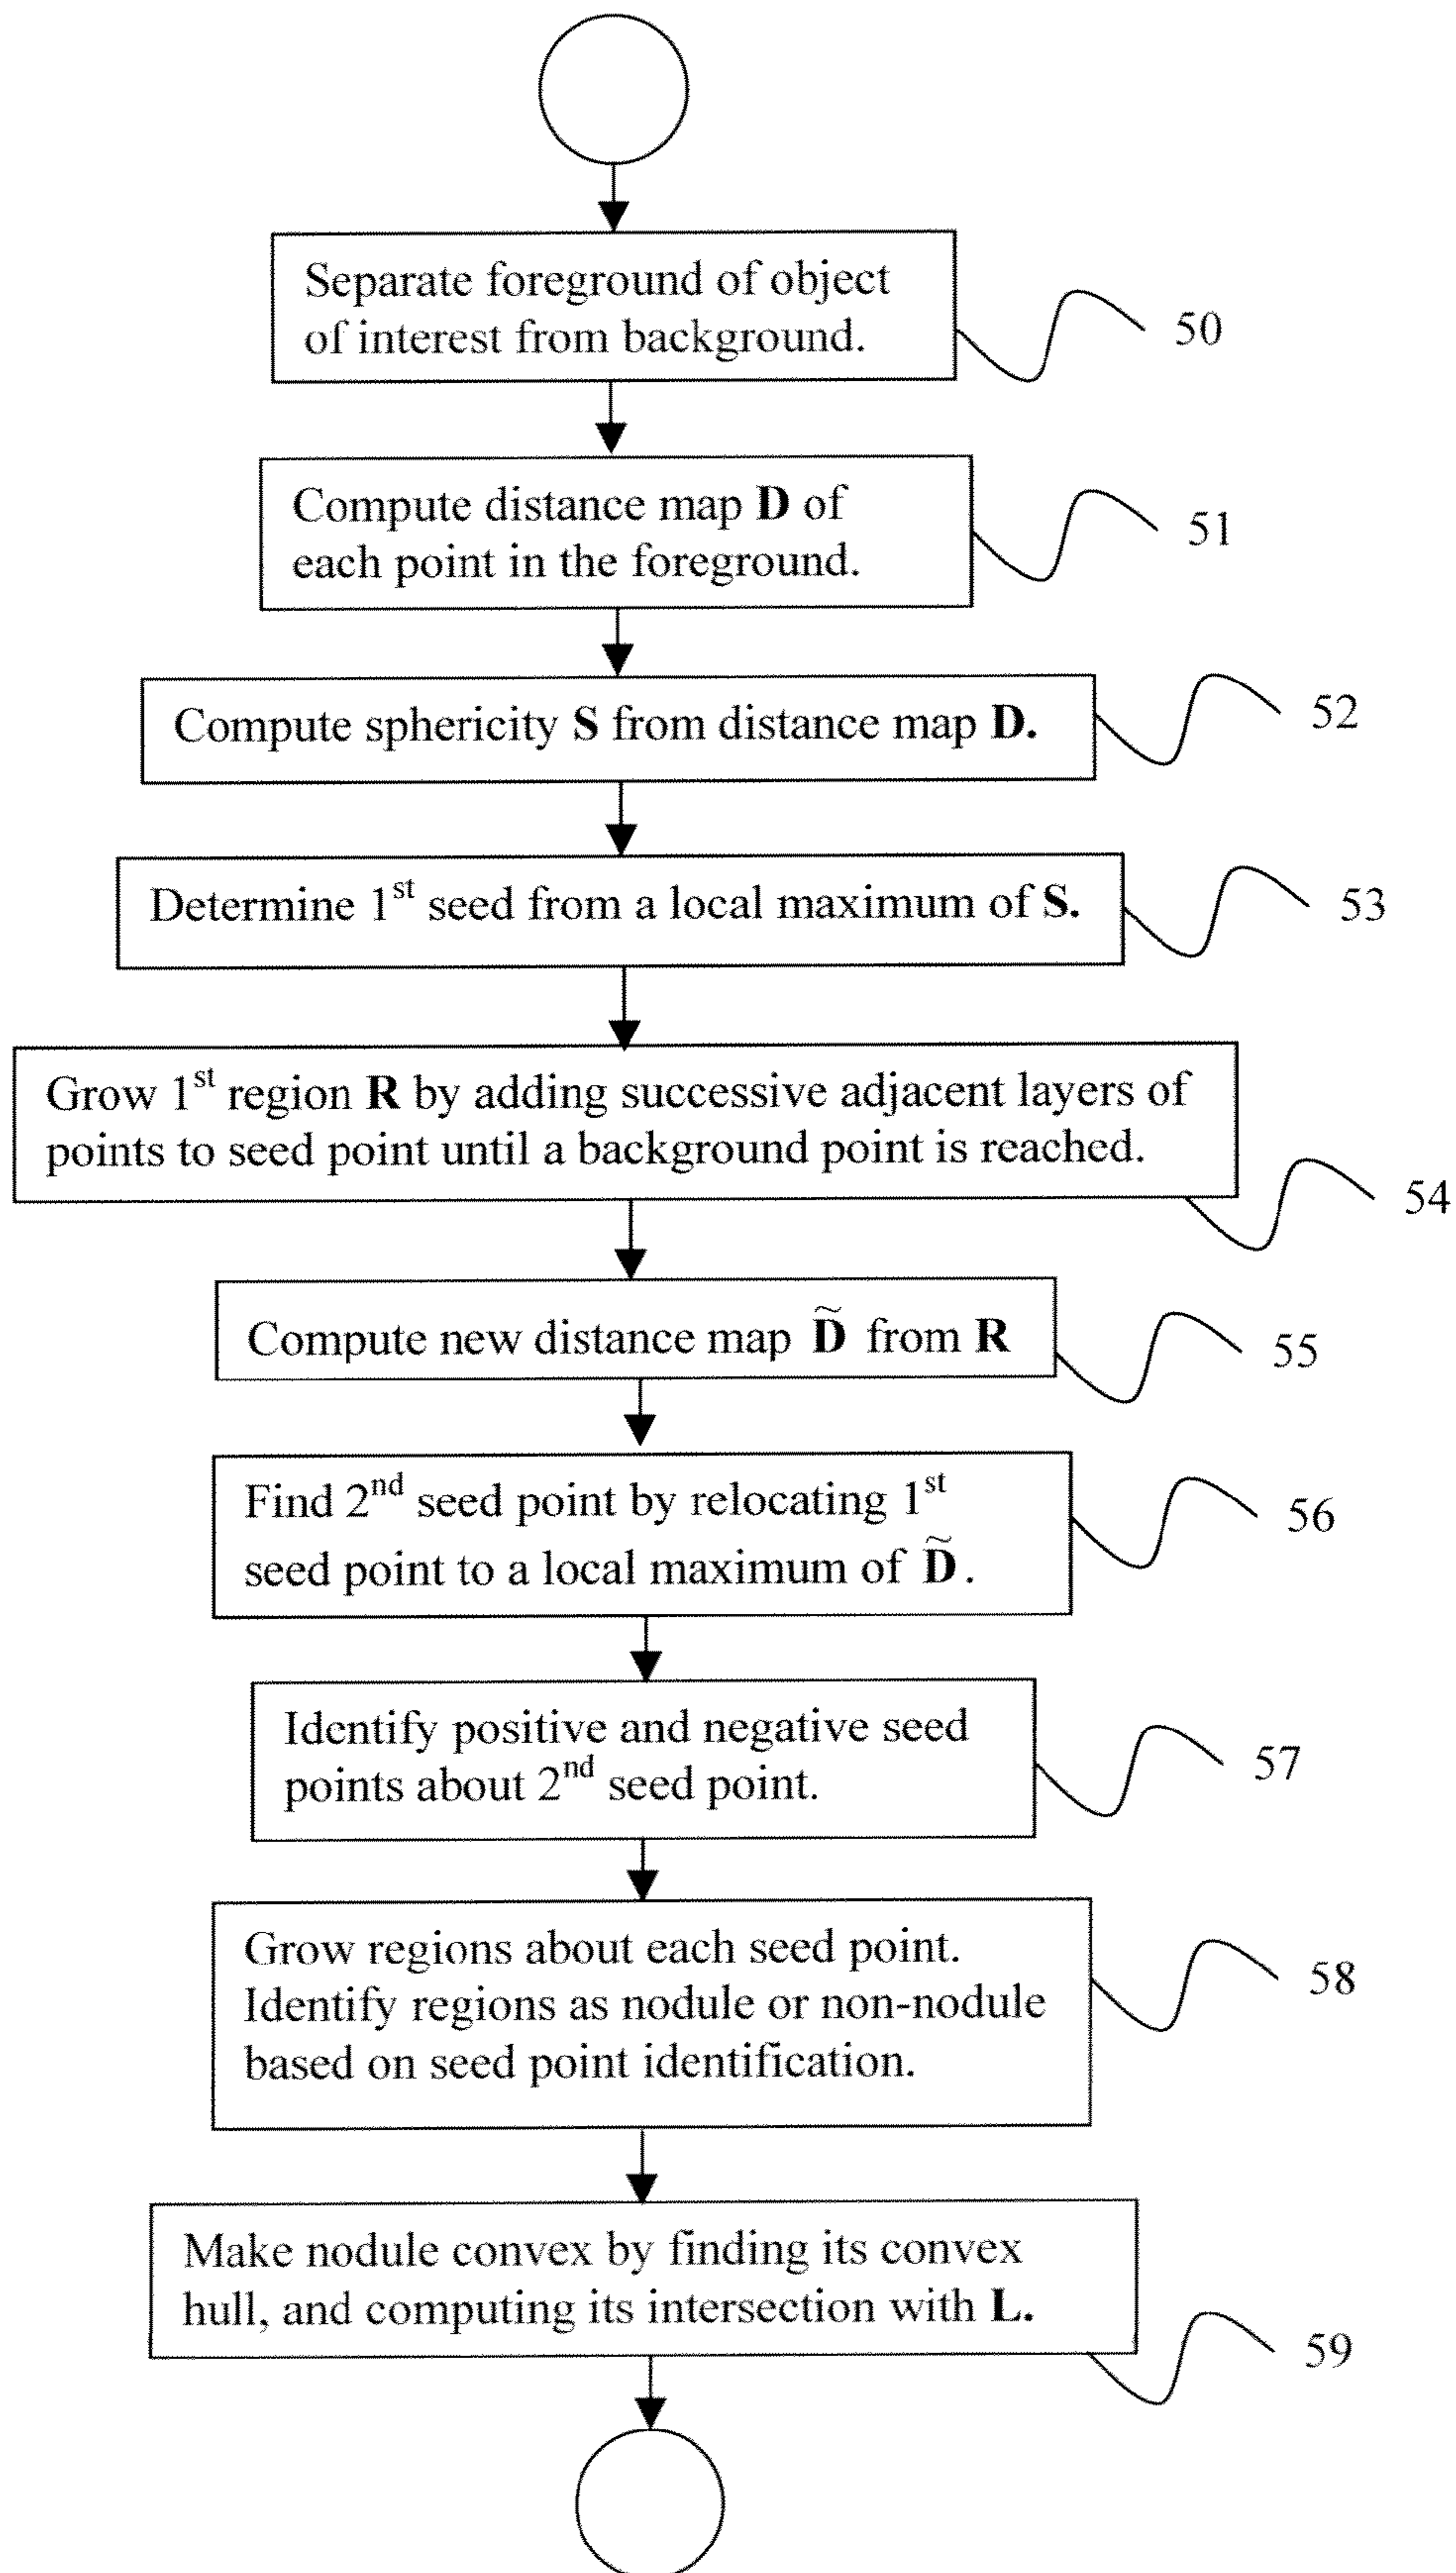 Separate foreground of object
of interest from background.
50
Compute distance map D of
each point in the foreground.
51
Compute sphericity S from distance map D.
52
Determine 1st seed from a local maximum of S.
53
Grow 1st region R by adding successive adjacent layers of
points to seed point until a background point is reached.
54
Compute new distance map D̃ from R
55
Find 2nd seed point by relocating 1st
seed point to a local maximum of D̃.
56
Identify positive and negative seed
points about 2nd seed point.
57
Grow regions about each seed point.
Identify regions as nodule or non-nodule
based on seed point identification.
58
Make nodule convex by finding its convex
hull, and computing its intersection with L.
59